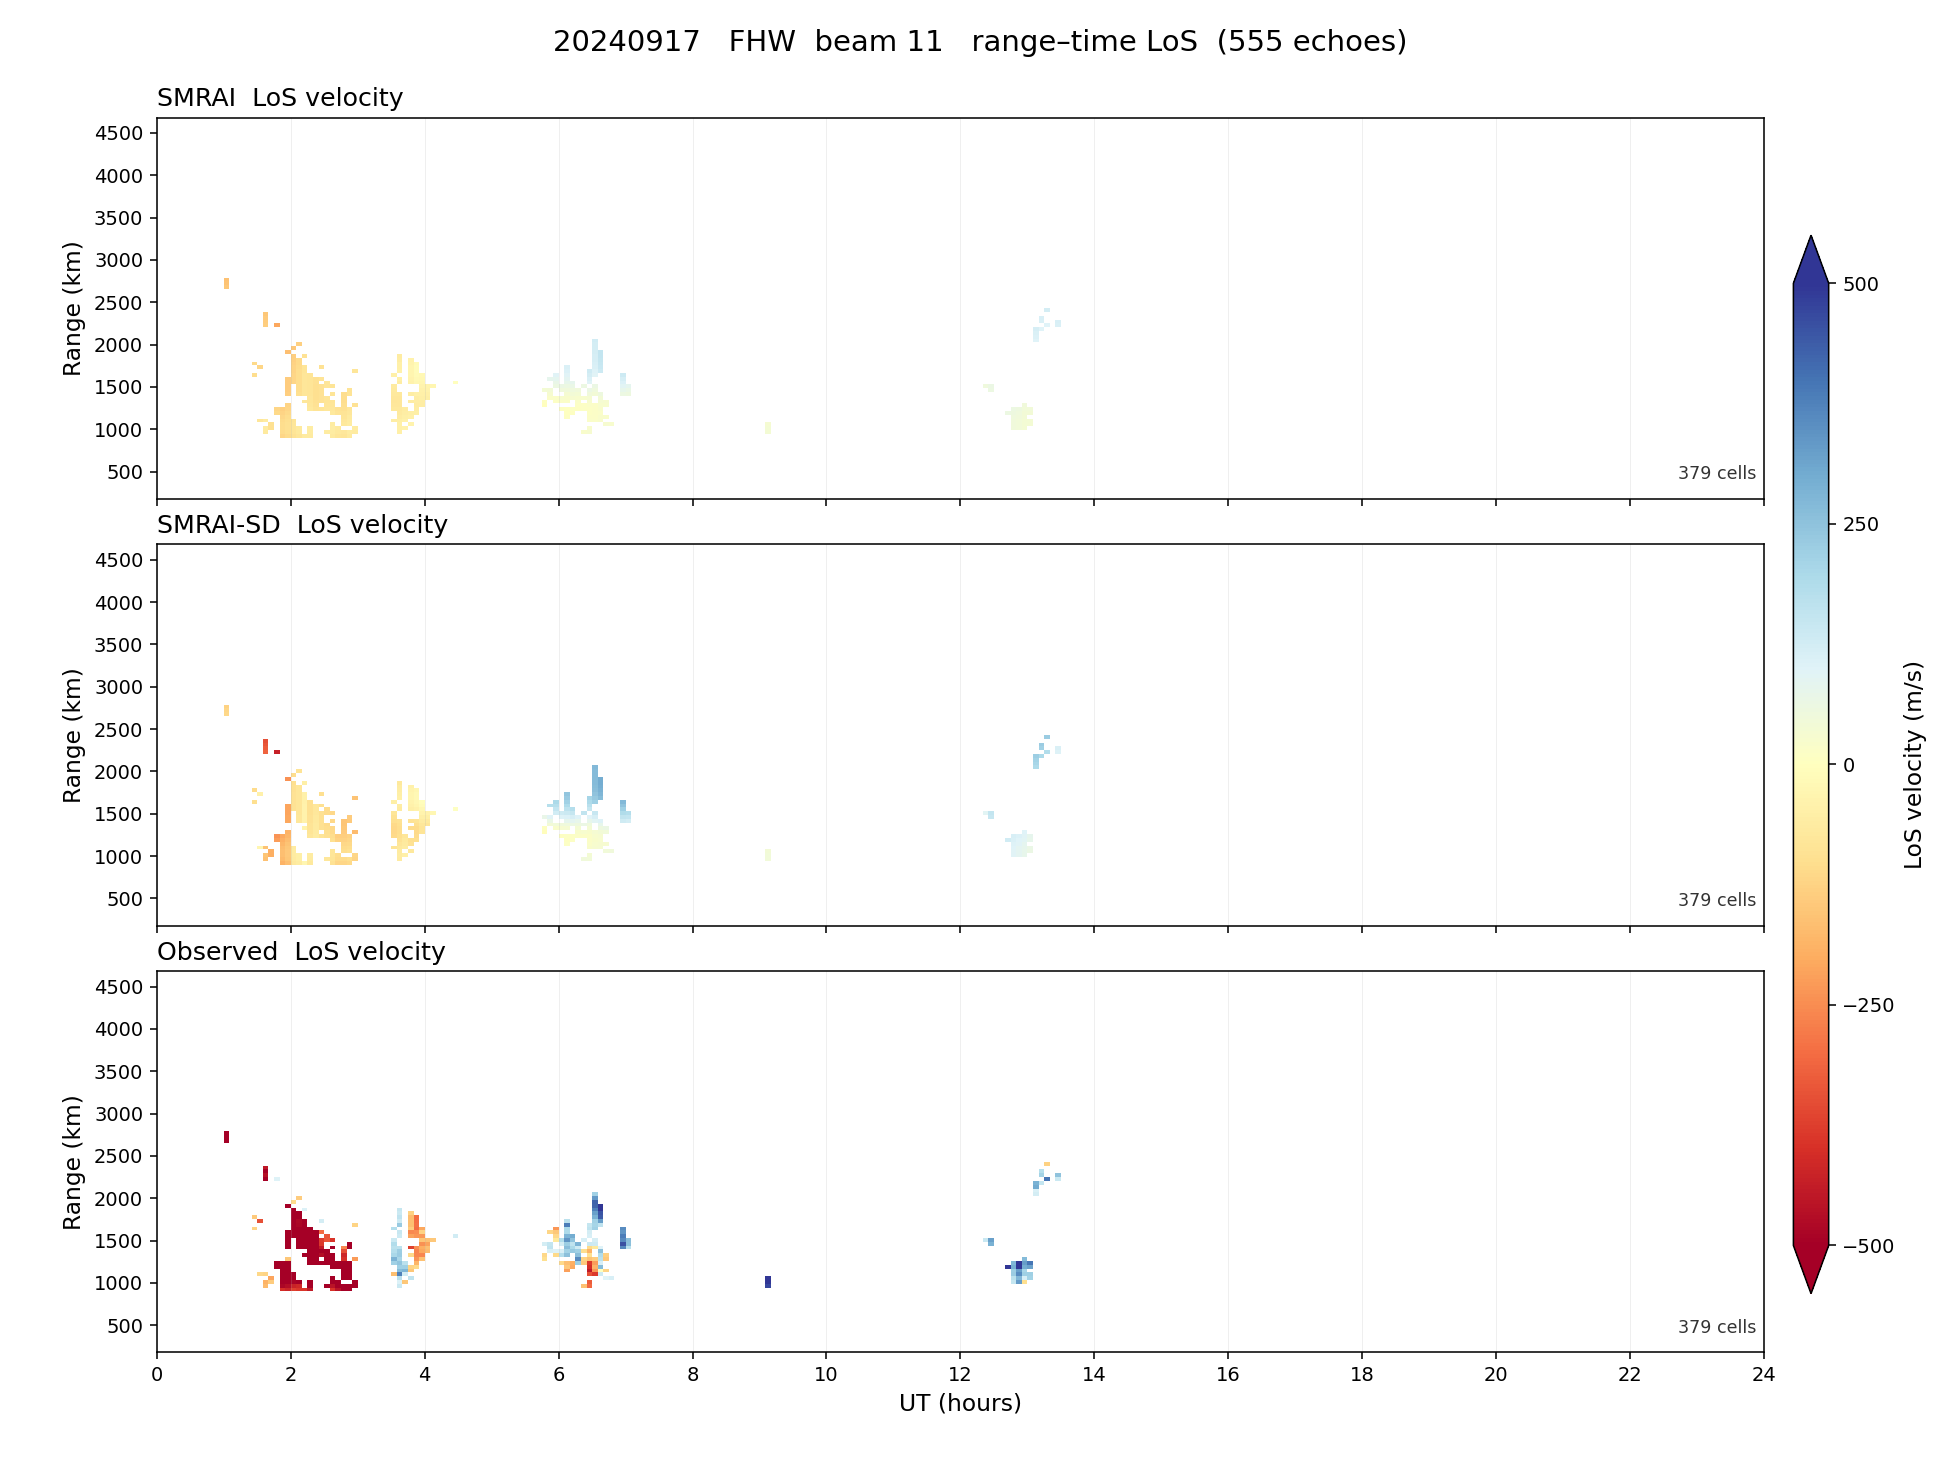 20240917   FHW  beam 11   range–time LoS  (555 echoes)
SMRAI  LoS velocity
4500
4000
3500
3000
2500
2000
1500
1000
500
Range (km)
379 cells
SMRAI-SD  LoS velocity
4500
4000
3500
3000
2500
2000
1500
1000
500
Range (km)
379 cells
Observed  LoS velocity
4500
4000
3500
3000
2500
2000
1500
1000
500
Range (km)
379 cells
0 2 4 6 8 10 12 14 16 18 20 22 24
UT (hours)
500
250
0
−250
−500
LoS velocity (m/s)